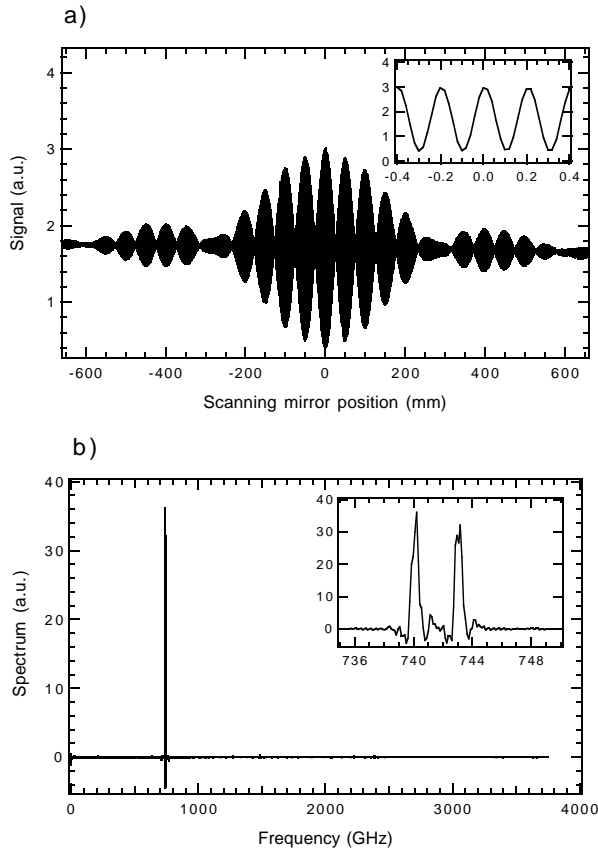 a)
4
3
2
1
Signal (a.u.)
4
3
2
1
0
-0.4 -0.2 0.0 0.2 0.4
-600 -400 -200 0 200 400 600
Scanning mirror position (mm)
b)
40
30
20
10
0
Spectrum (a.u.)
40
30
20
10
0
736 740 744 748
0 1000 2000 3000 4000
Frequency (GHz)